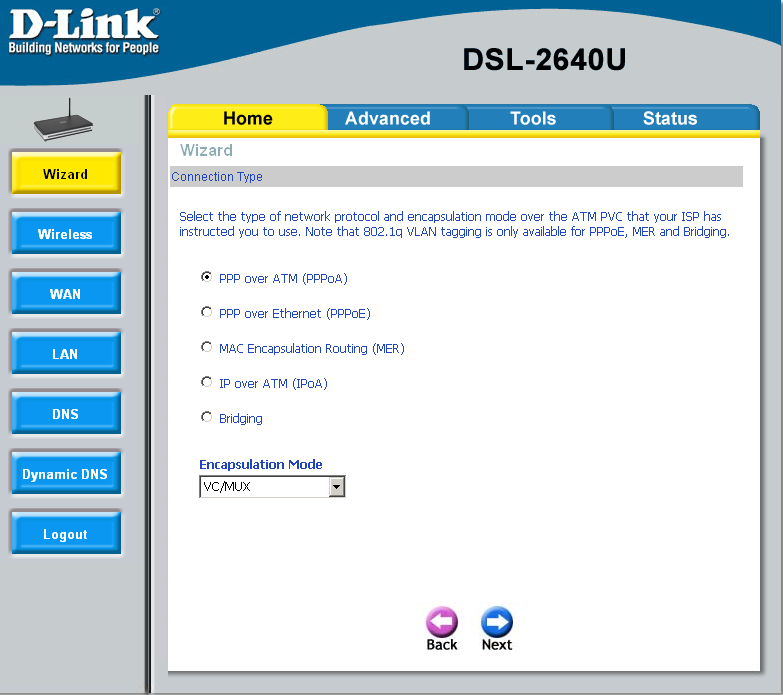 D-Link®
Building Networks for People
DSL-2640U
Home
Advanced
Tools
Status
Wizard
Wireless
WAN
LAN
DNS
Dynamic DNS
Logout
Wizard
Connection Type
Select the type of network protocol and encapsulation mode over the ATM PVC that your ISP has
instructed you to use. Note that 802.1q VLAN tagging is only available for PPPoE, MER and Bridging.
PPP over ATM (PPPoA)
PPP over Ethernet (PPPoE)
MAC Encapsulation Routing (MER)
IP over ATM (IPoA)
Bridging
Encapsulation Mode
VC/MUX
Back
Next